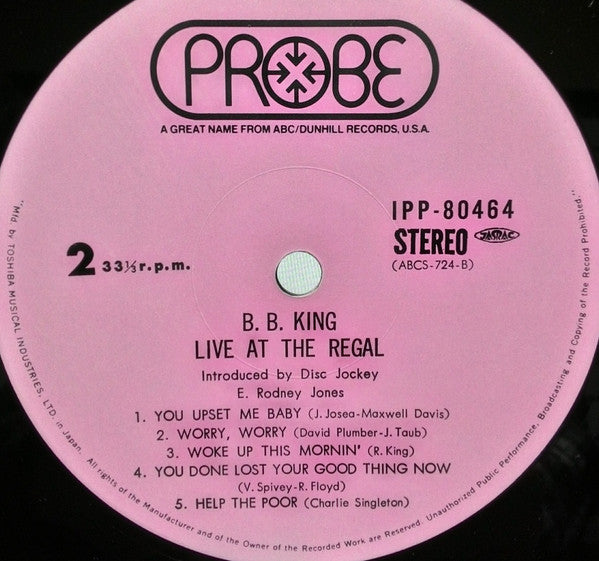 PROBE
A GREAT NAME FROM ABC/DUNHILL RECORDS, U.S.A.
IPP-80464
2 33⅓ r.p.m.
STEREO JASRAC
(ABCS-724-B)
B. B. KING
LIVE AT THE REGAL
Introduced by Disc Jockey
E. Rodney Jones
1. YOU UPSET ME BABY (J. Josea-Maxwell Davis)
2. WORRY, WORRY (David Plumber-J. Taub)
3. WOKE UP THIS MORNIN' (R. King)
4. YOU DONE LOST YOUR GOOD THING NOW
(V. Spivey-R. Floyd)
5. HELP THE POOR (Charlie Singleton)
"Mfd. by TOSHIBA MUSICAL INDUSTRIES, LTD. in Japan. All rights of the Manufacturer and of the Owner of the Recorded Work are Reserved. Unauthorized Public Performance, Broadcasting and Copying of the Record Prohibited."